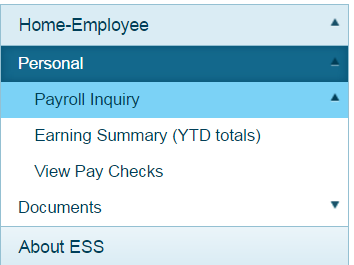 Home-Employee
Personal
Payroll Inquiry
Earning Summary (YTD totals)
View Pay Checks
Documents
About ESS